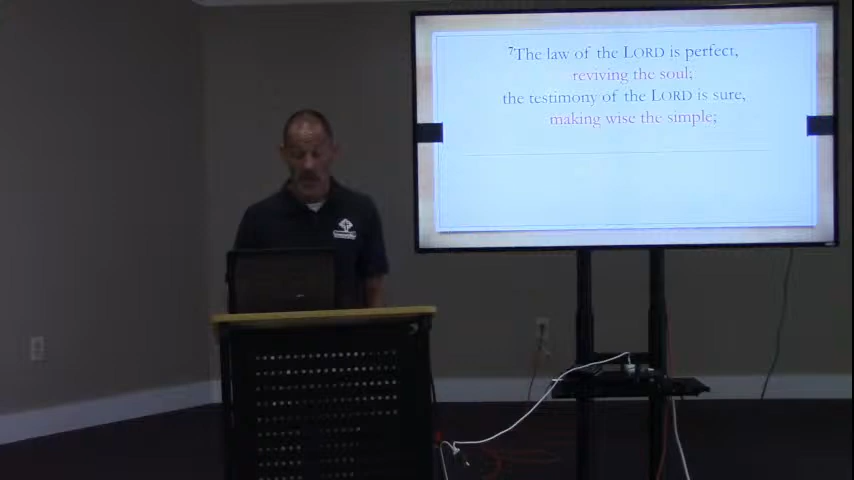 ⁷The law of the LORD is perfect,
reviving the soul;
the testimony of the LORD is sure,
making wise the simple;